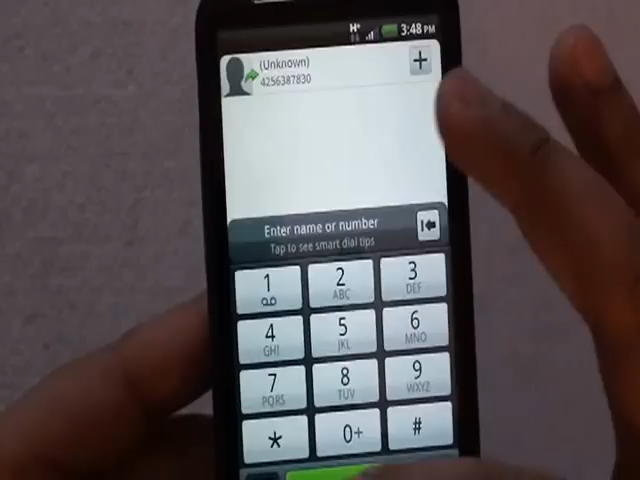 H+ 3:48 PM
(Unknown)
4256387830
+
Enter name or number
Tap to see smart dial tips
1 2 ABC 3 DEF
4 GHI 5 JKL 6 MNO
7 PQRS 8 TUV 9 WXYZ
* 0+ #